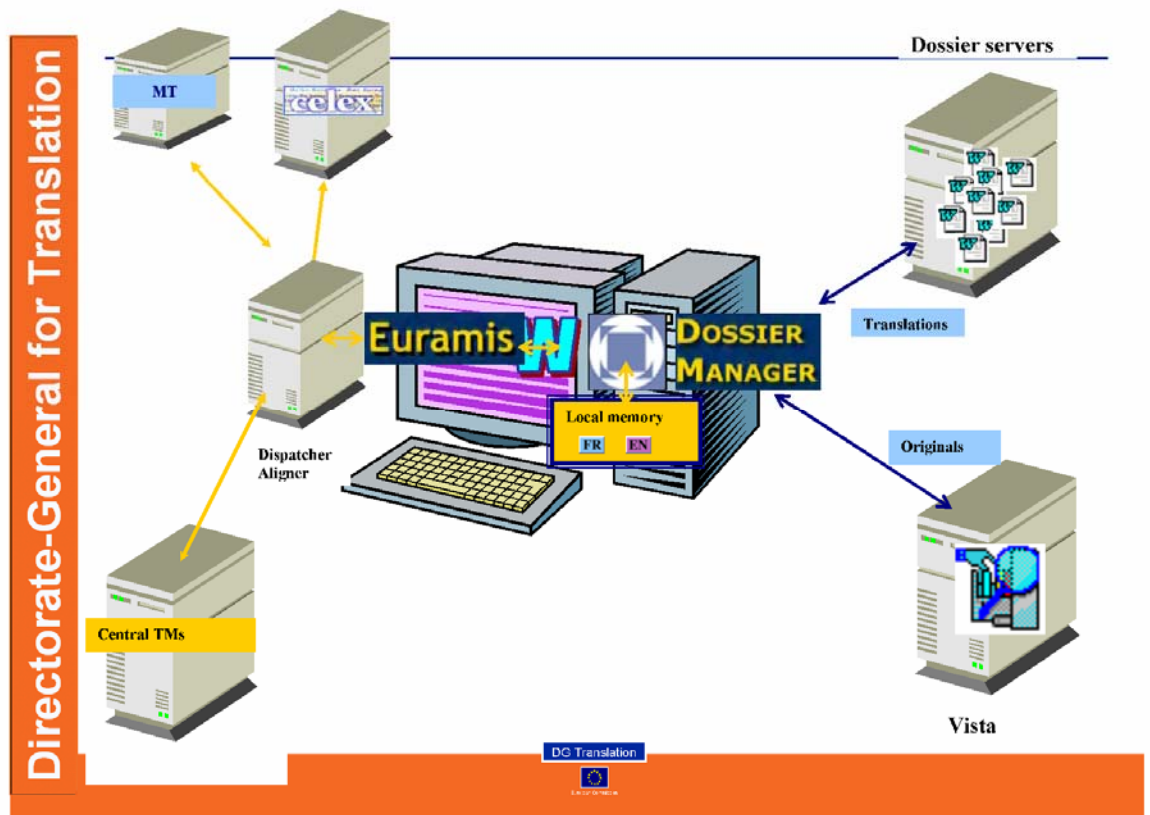 Directorate-General for Translation
Dossier servers
MT
celex
Translations
Euramis
W
DOSSIER
MANAGER
Local memory
FR EN
Originals
Dispatcher
Aligner
Central TMs
Vista
DG Translation